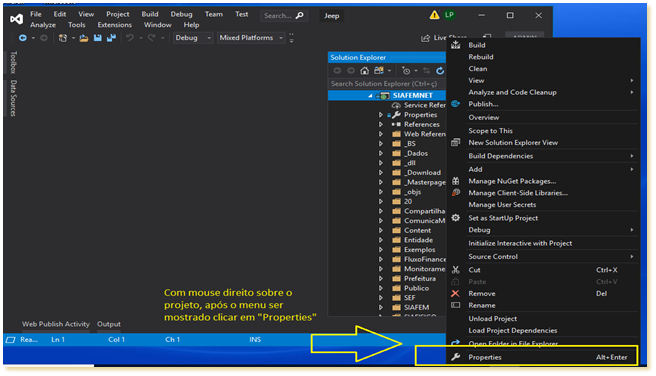 File Edit View Project Build Debug Team Test Search... Jeep LP
Analyze Tools Extensions Window Help
Debug Mixed Platforms Live Share
Toolbox
Data Sources
Solution Explorer
Search Solution Explorer (Ctrl+ç)
SIAFEMNET
Service Refer
Properties
References
Web Referen
_BS
_Dados
_dll
_Download
_Masterpage
_objs
20
Compartilha
ComunicaM
Content
Entidade
Exemplos
FluxoFinance
Monitorame
Prefeitura
Publico
SEF
SIAFEM
SIAFISICO
Build
Rebuild
Clean
View
Analyze and Code Cleanup
Publish...
Overview
Scope to This
New Solution Explorer View
Build Dependencies
Add
Manage NuGet Packages...
Manage Client-Side Libraries...
Manage User Secrets
Set as StartUp Project
Debug
Initialize Interactive with Project
Source Control
Cut Ctrl+X
Paste Ctrl+V
Remove Del
Rename
Unload Project
Load Project Dependencies
Open Folder in File Explorer
Properties Alt+Enter
Com mouse direito sobre o
projeto, após o menu ser
mostrado clicar em "Properties"
Web Publish Activity Output
Rea... Ln 1 Col 1 Ch 1 INS